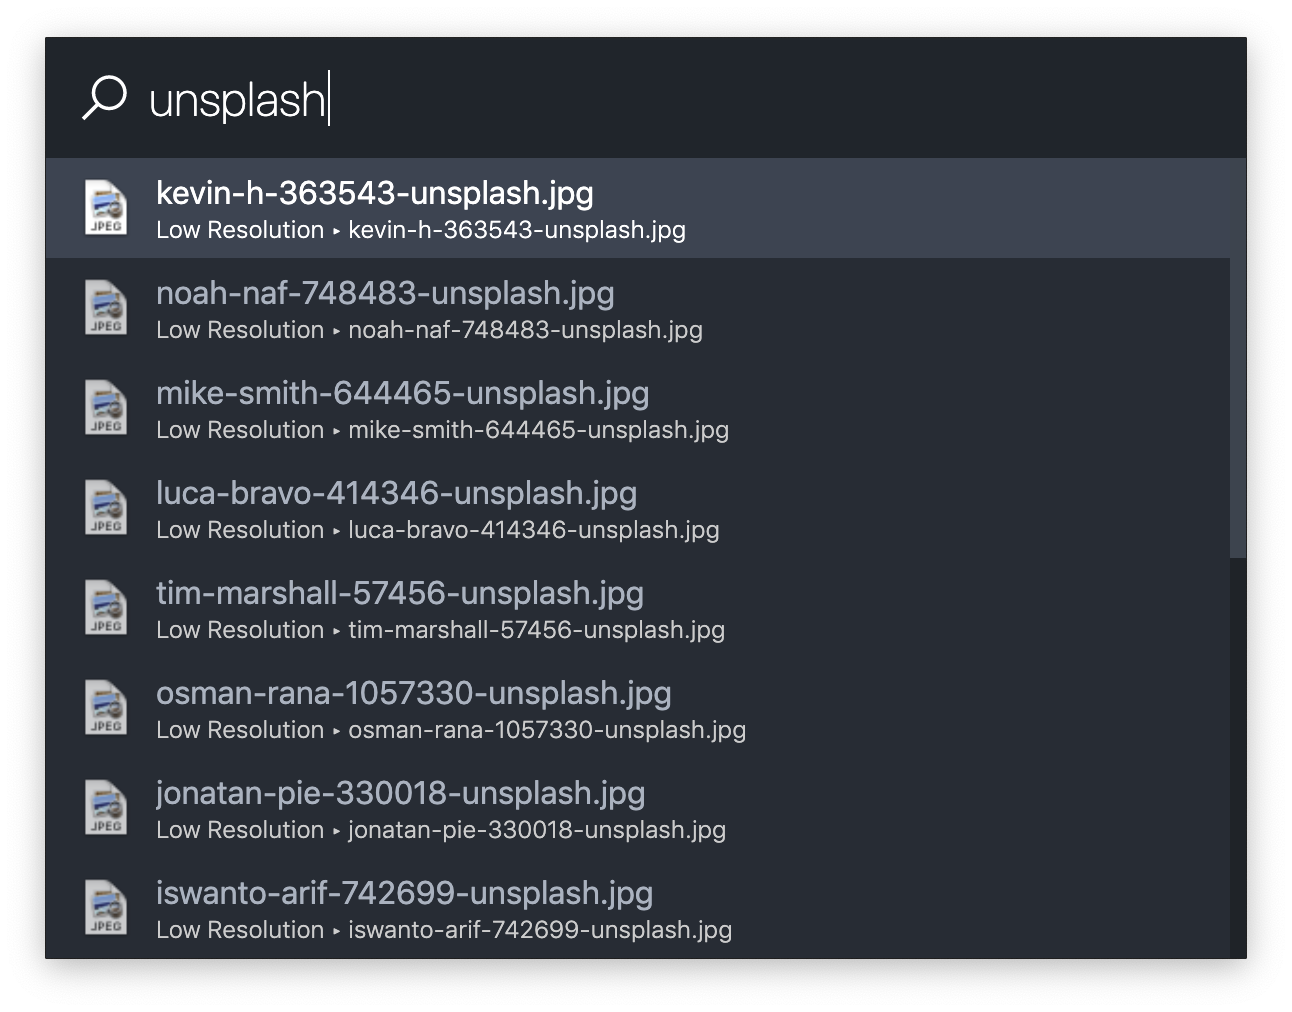 unsplash
kevin-h-363543-unsplash.jpg
Low Resolution ▸ kevin-h-363543-unsplash.jpg
JPEG
noah-naf-748483-unsplash.jpg
Low Resolution ▸ noah-naf-748483-unsplash.jpg
JPEG
mike-smith-644465-unsplash.jpg
Low Resolution ▸ mike-smith-644465-unsplash.jpg
JPEG
luca-bravo-414346-unsplash.jpg
Low Resolution ▸ luca-bravo-414346-unsplash.jpg
JPEG
tim-marshall-57456-unsplash.jpg
Low Resolution ▸ tim-marshall-57456-unsplash.jpg
JPEG
osman-rana-1057330-unsplash.jpg
Low Resolution ▸ osman-rana-1057330-unsplash.jpg
JPEG
jonatan-pie-330018-unsplash.jpg
Low Resolution ▸ jonatan-pie-330018-unsplash.jpg
JPEG
iswanto-arif-742699-unsplash.jpg
Low Resolution ▸ iswanto-arif-742699-unsplash.jpg
JPEG